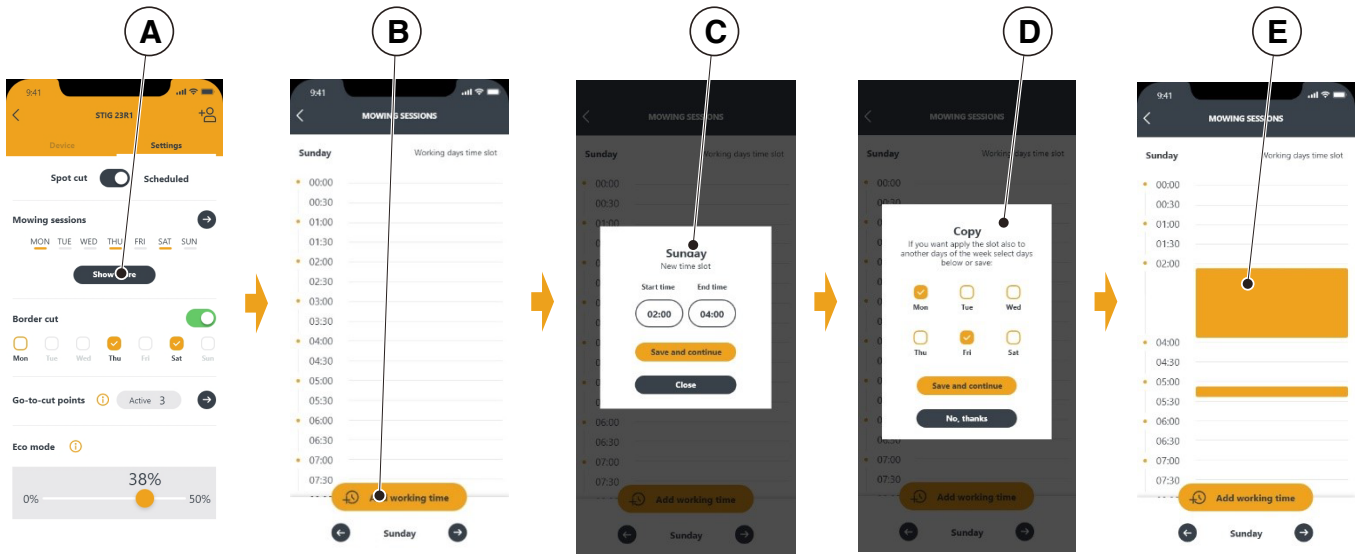 A
B
C
D
E
9:41
STIG 23R1
Device Settings
Spot cut Scheduled
Mowing sessions
MON TUE WED THU FRI SAT SUN
Show more
Border cut
Mon Tue Wed Thu Fri Sat Sun
Go-to-cut points Active 3
Eco mode
38%
0% 50%
9:41
MOWING SESSIONS
Sunday Working days time slot
00:00
00:30
01:00
01:30
02:00
02:30
03:00
03:30
04:00
04:30
05:00
05:30
06:00
06:30
07:00
07:30
Add working time
Sunday
MOWING SESSIONS
Sunday Working days time slot
00:00
00:30
01:00
Sunday
New time slot
Start time End time
02:00 04:00
Save and continue
Close
06:00
06:30
07:00
07:30
Add working time
Sunday
MOWING SESSIONS
Sunday Working days time slot
00:00
00:30
Copy
If you want apply the slot also to
another days of the week select days
below or save:
Mon Tue Wed
Thu Fri Sat
Save and continue
No, thanks
06:30
07:00
07:30
Add working time
Sunday
9:41
MOWING SESSIONS
Sunday Working days time slot
00:00
00:30
01:00
01:30
02:00
04:00
04:30
05:00
05:30
06:00
06:30
07:00
07:30
Add working time
Sunday